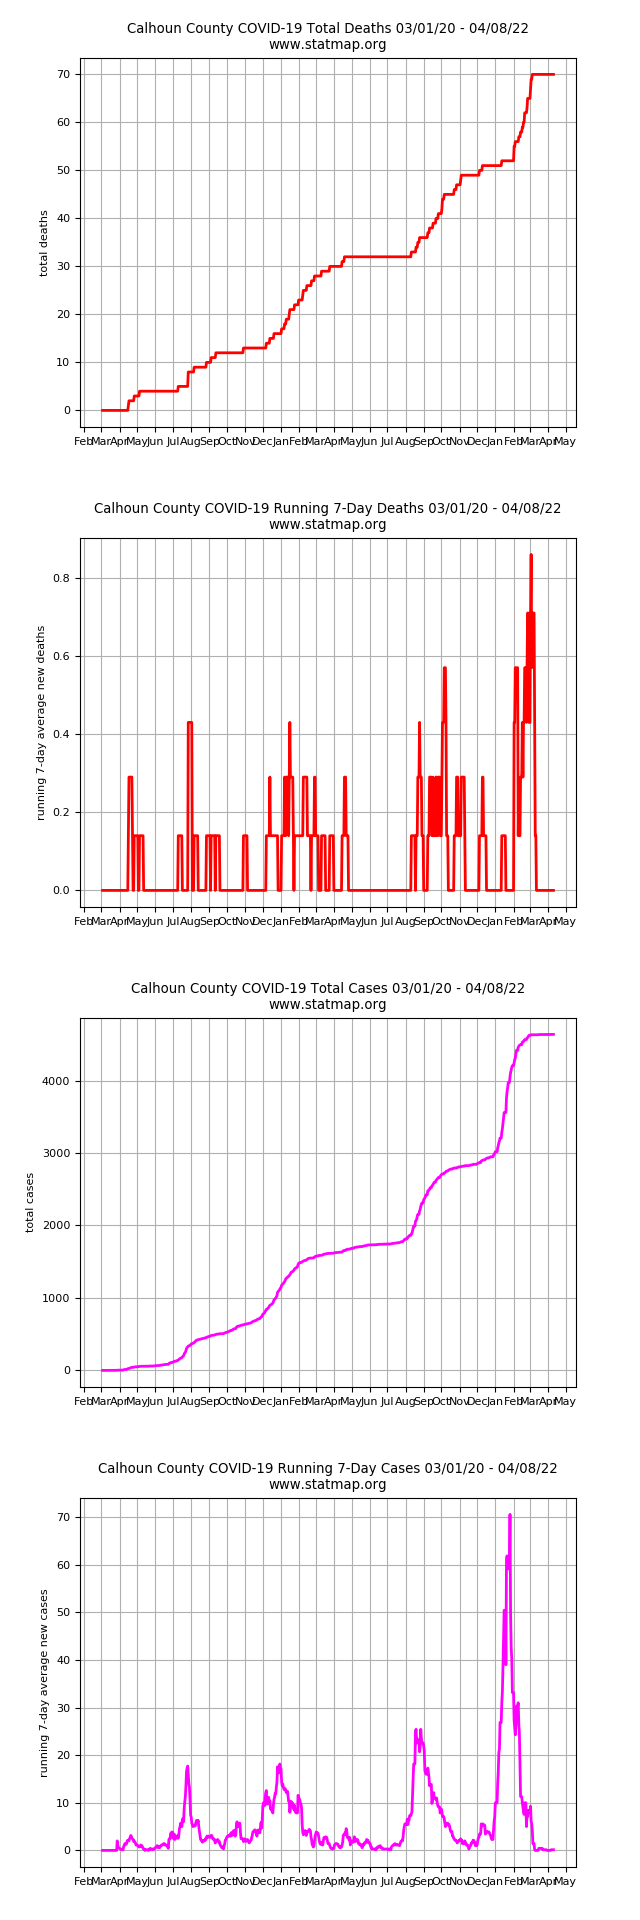 Calhoun County COVID-19 Total Deaths 03/01/20 - 04/08/22
www.statmap.org
70
60
50
40
30
20
10
0
total deaths
Feb Mar Apr May Jun Jul Aug Sep Oct Nov Dec Jan Feb Mar Apr May Jun Jul Aug Sep Oct Nov Dec Jan Feb Mar Apr May
Calhoun County COVID-19 Running 7-Day Deaths 03/01/20 - 04/08/22
www.statmap.org
0.8
0.6
0.4
0.2
0.0
running 7-day average new deaths
Feb Mar Apr May Jun Jul Aug Sep Oct Nov Dec Jan Feb Mar Apr May Jun Jul Aug Sep Oct Nov Dec Jan Feb Mar Apr May
Calhoun County COVID-19 Total Cases 03/01/20 - 04/08/22
www.statmap.org
4000
3000
2000
1000
0
total cases
Feb Mar Apr May Jun Jul Aug Sep Oct Nov Dec Jan Feb Mar Apr May Jun Jul Aug Sep Oct Nov Dec Jan Feb Mar Apr May
Calhoun County COVID-19 Running 7-Day Cases 03/01/20 - 04/08/22
www.statmap.org
70
60
50
40
30
20
10
0
running 7-day average new cases
Feb Mar Apr May Jun Jul Aug Sep Oct Nov Dec Jan Feb Mar Apr May Jun Jul Aug Sep Oct Nov Dec Jan Feb Mar Apr May